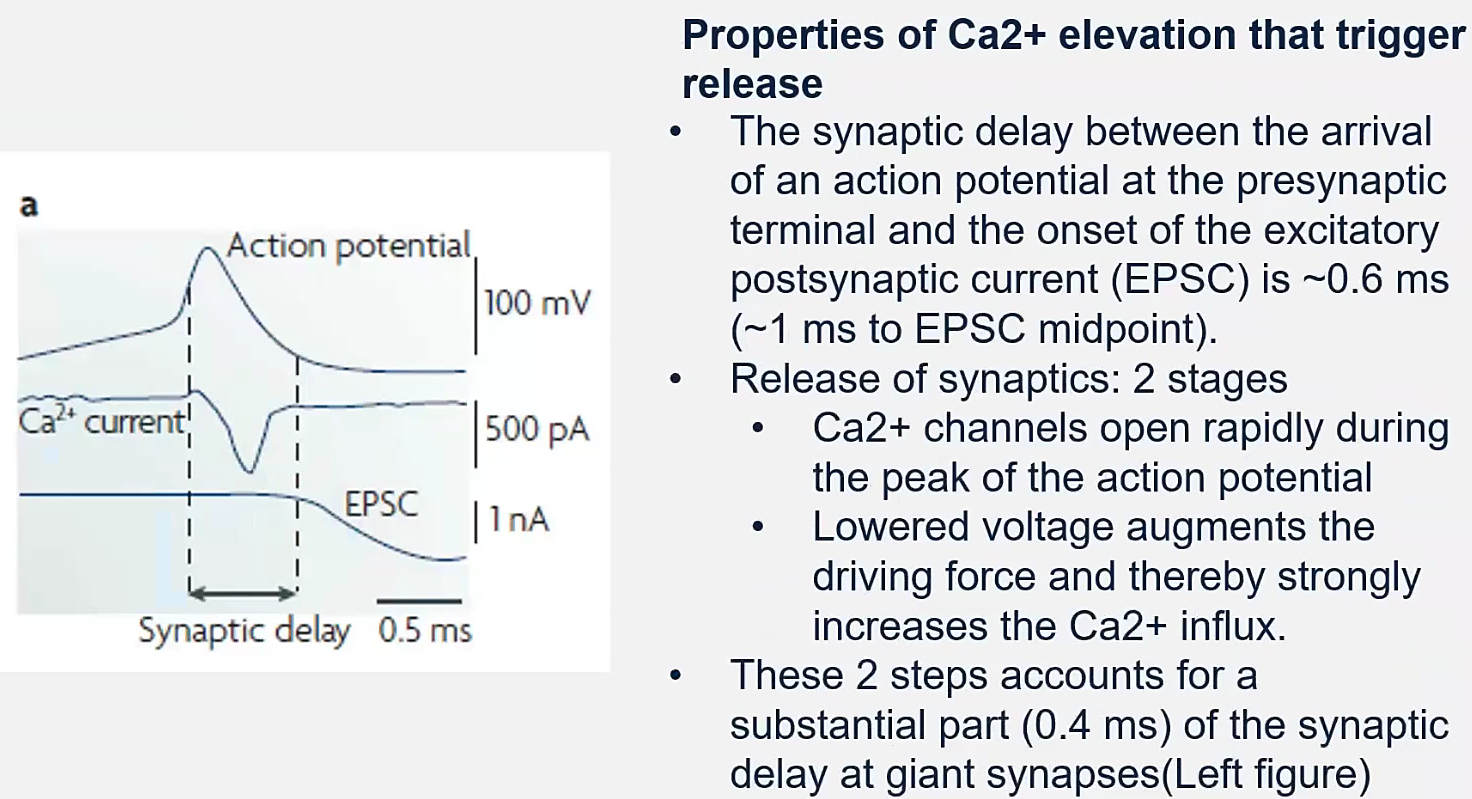 a
Action potential
100 mV
Ca2+ current
500 pA
EPSC
1 nA
Synaptic delay
0.5 ms
Properties of Ca2+ elevation that trigger
release
• The synaptic delay between the arrival
of an action potential at the presynaptic
terminal and the onset of the excitatory
postsynaptic current (EPSC) is ~0.6 ms
(~1 ms to EPSC midpoint).
• Release of synaptics: 2 stages
• Ca2+ channels open rapidly during
the peak of the action potential
• Lowered voltage augments the
driving force and thereby strongly
increases the Ca2+ influx.
• These 2 steps accounts for a
substantial part (0.4 ms) of the synaptic
delay at giant synapses(Left figure)